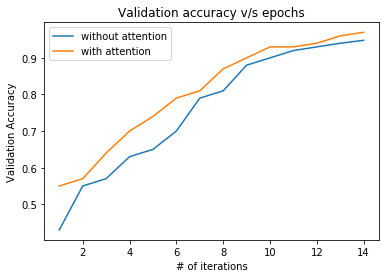 Validation accuracy v/s epochs
without attention
with attention
Validation Accuracy
0.9
0.8
0.7
0.6
0.5
2 4 6 8 10 12 14
# of iterations